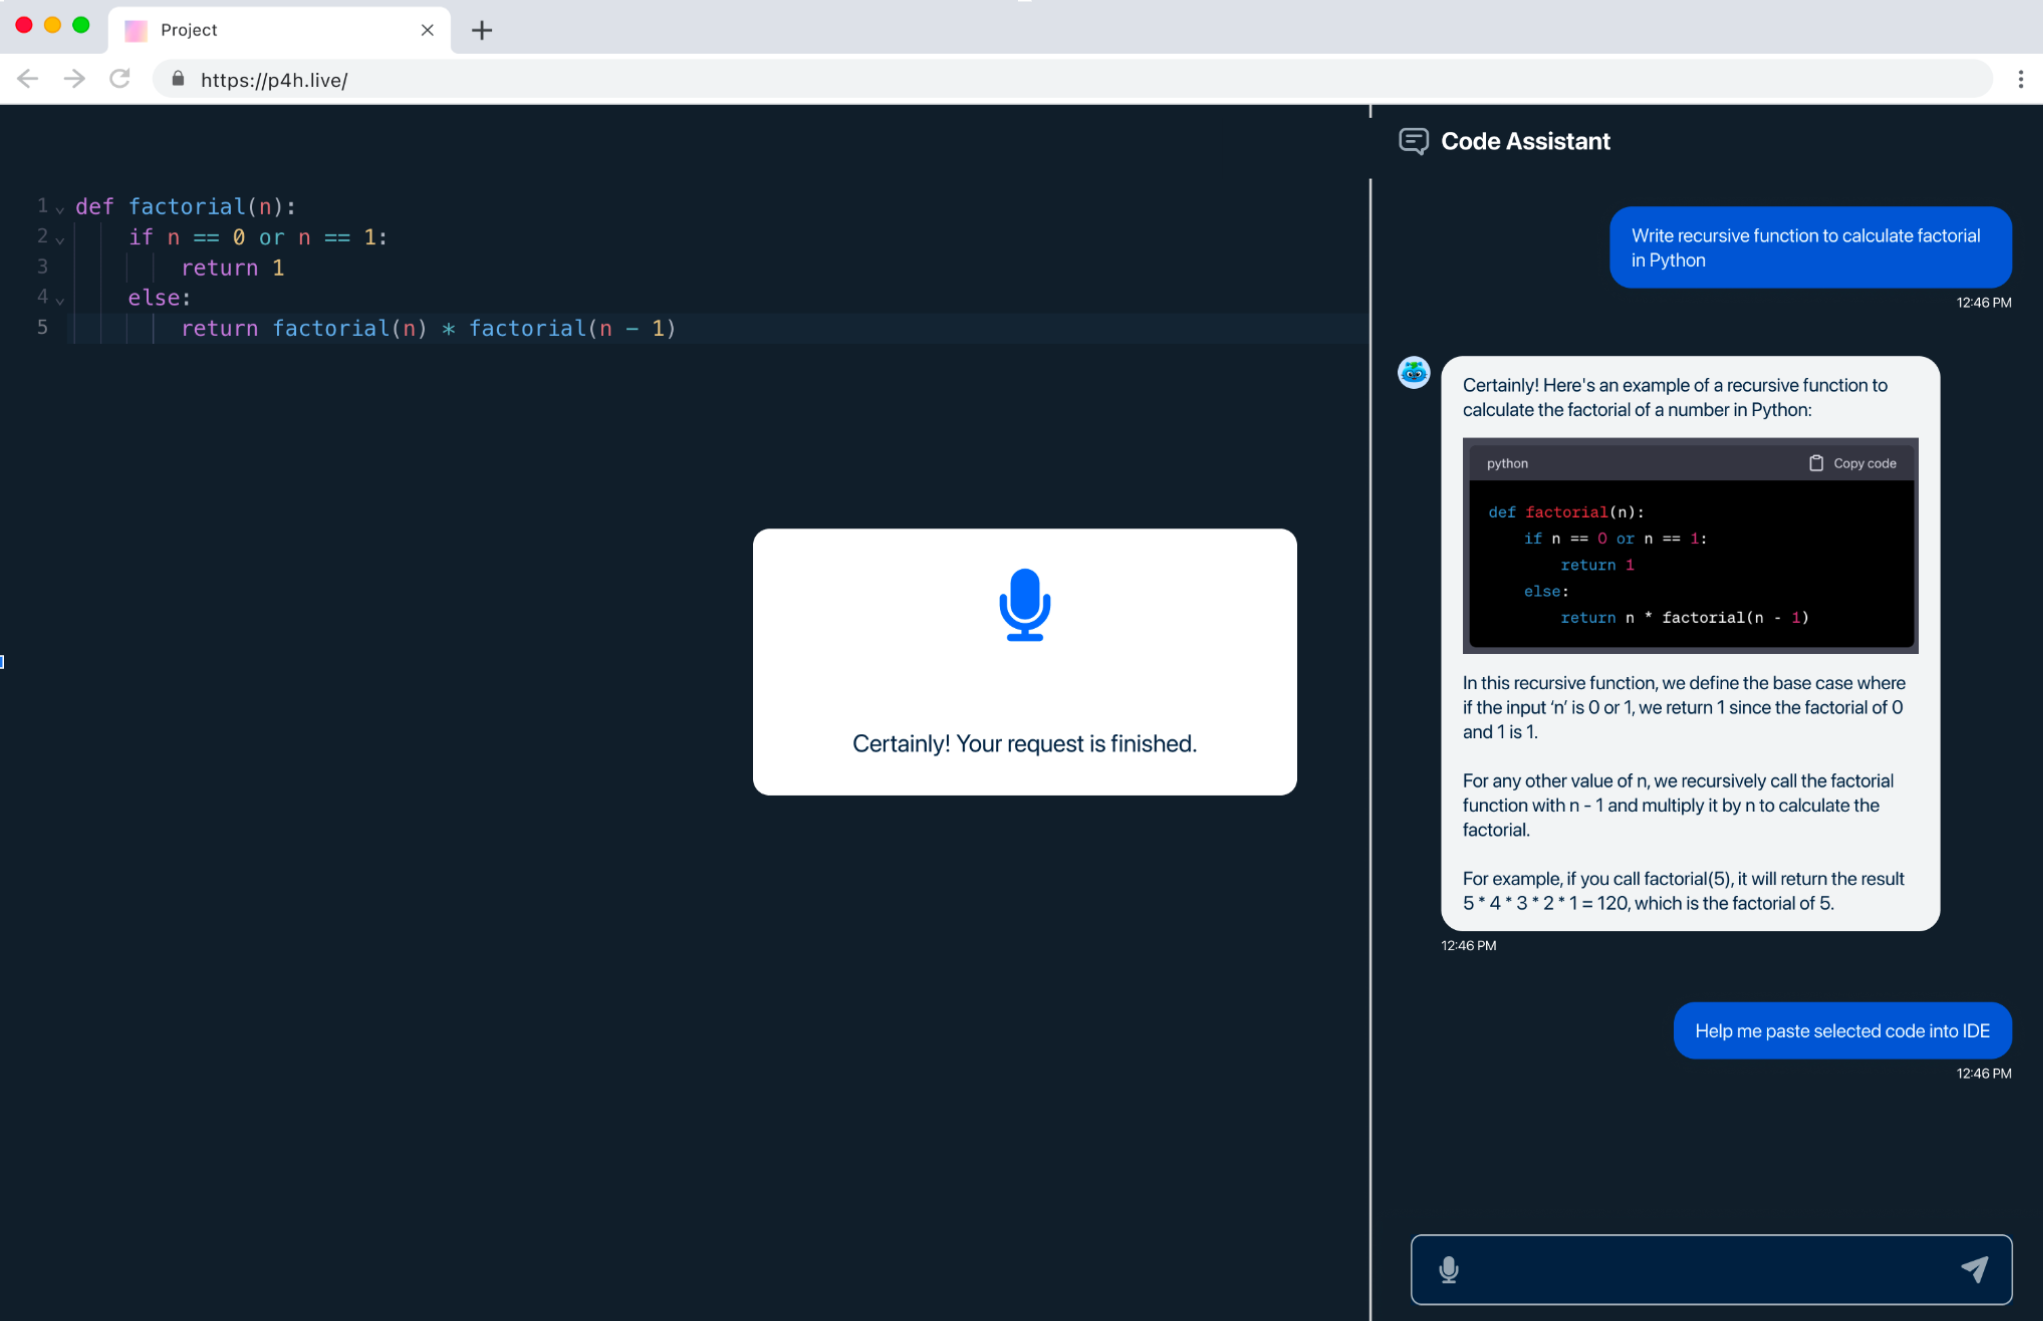 Project
https://p4h.live/
1 def factorial(n):
2     if n == 0 or n == 1:
3         return 1
4     else:
5         return factorial(n) * factorial(n - 1)
Certainly! Your request is finished.
Code Assistant
Write recursive function to calculate factorial
in Python
12:46 PM
Certainly! Here's an example of a recursive function to
calculate the factorial of a number in Python:
python Copy code
def factorial(n):
    if n == 0 or n == 1:
        return 1
    else:
        return n * factorial(n - 1)
In this recursive function, we define the base case where
if the input ‘n’ is 0 or 1, we return 1 since the factorial of 0
and 1 is 1.
For any other value of n, we recursively call the factorial
function with n - 1 and multiply it by n to calculate the
factorial.
For example, if you call factorial(5), it will return the result
5 * 4 * 3 * 2 * 1 = 120, which is the factorial of 5.
12:46 PM
Help me paste selected code into IDE
12:46 PM